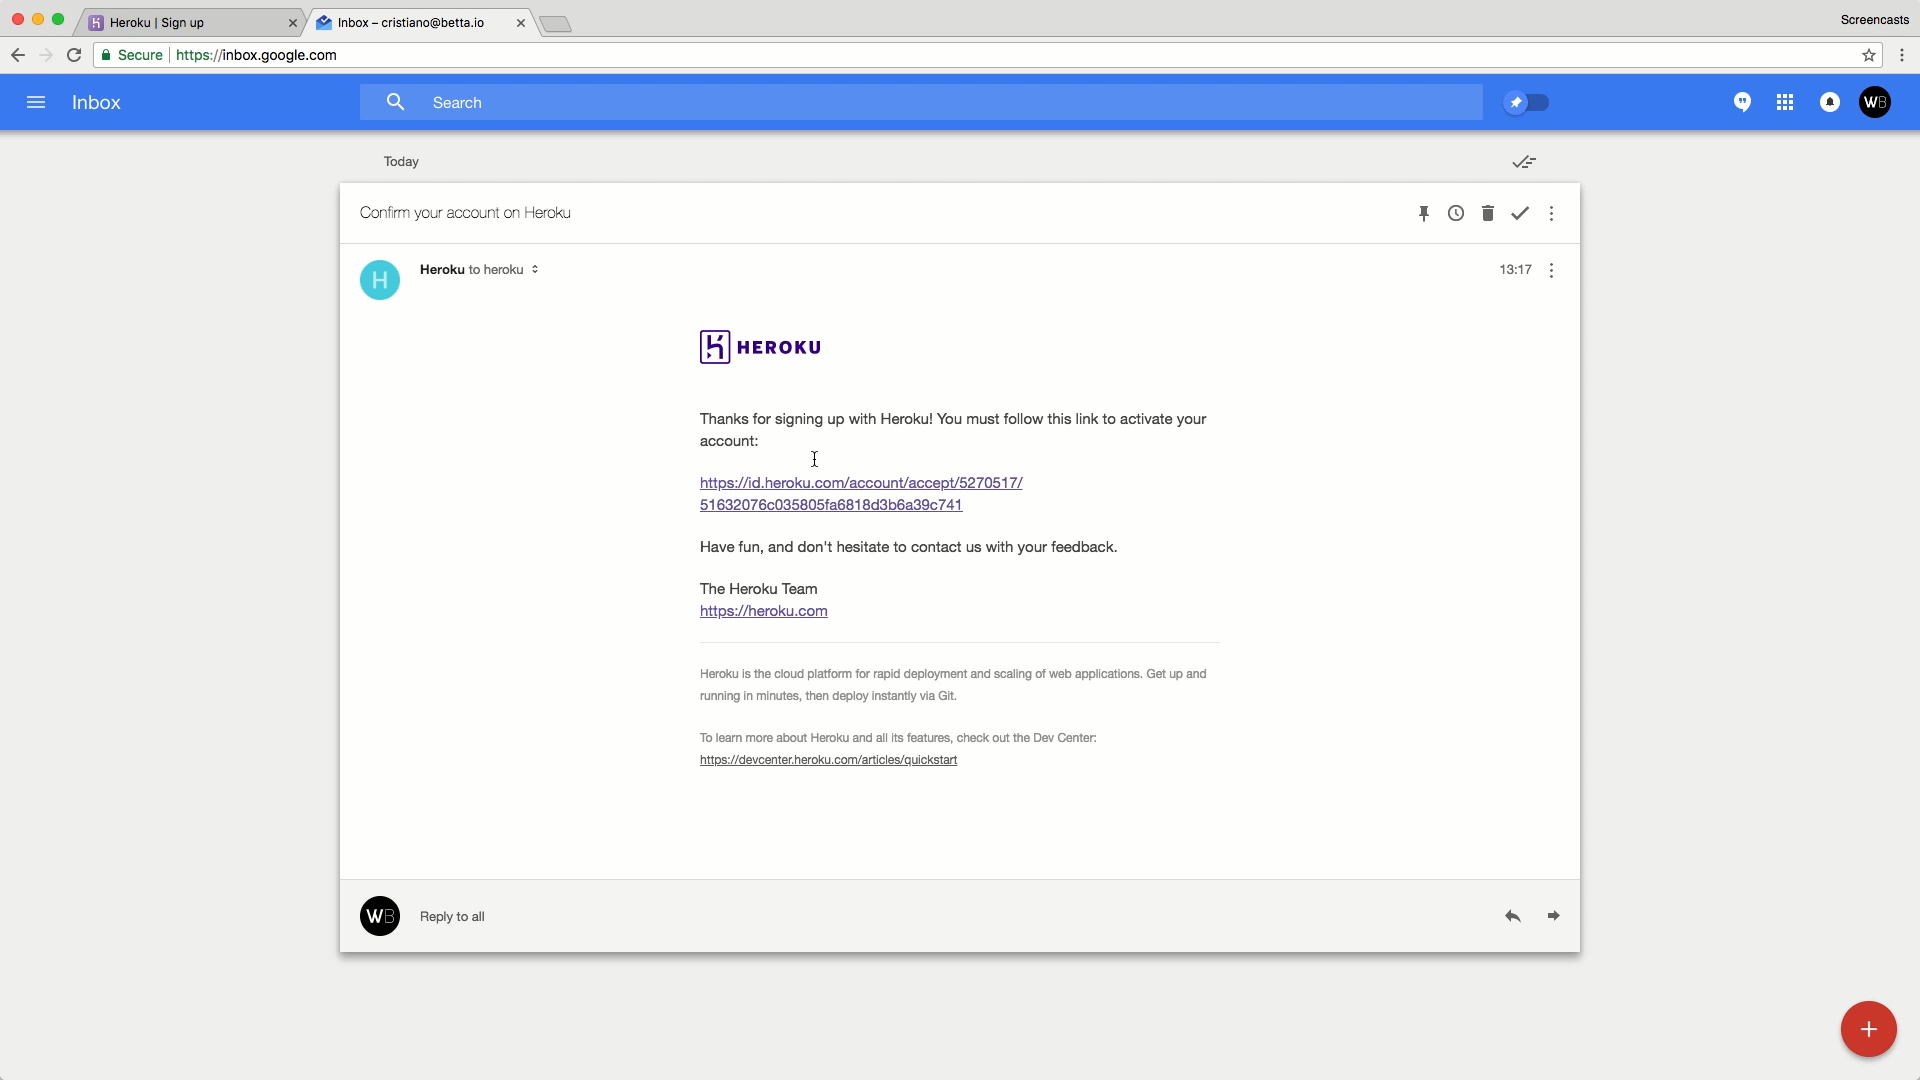 Heroku | Sign up
Inbox – cristiano@betta.io
Screencasts
Secure
https://inbox.google.com
Inbox
Search
WB
Today
Confirm your account on Heroku
H
Heroku to heroku
13:17
HEROKU
Thanks for signing up with Heroku! You must follow this link to activate your
account:
https://id.heroku.com/account/accept/5270517/
51632076c035805fa6818d3b6a39c741
Have fun, and don't hesitate to contact us with your feedback.
The Heroku Team
https://heroku.com
Heroku is the cloud platform for rapid deployment and scaling of web applications. Get up and
running in minutes, then deploy instantly via Git.
To learn more about Heroku and all its features, check out the Dev Center:
https://devcenter.heroku.com/articles/quickstart
WB
Reply to all